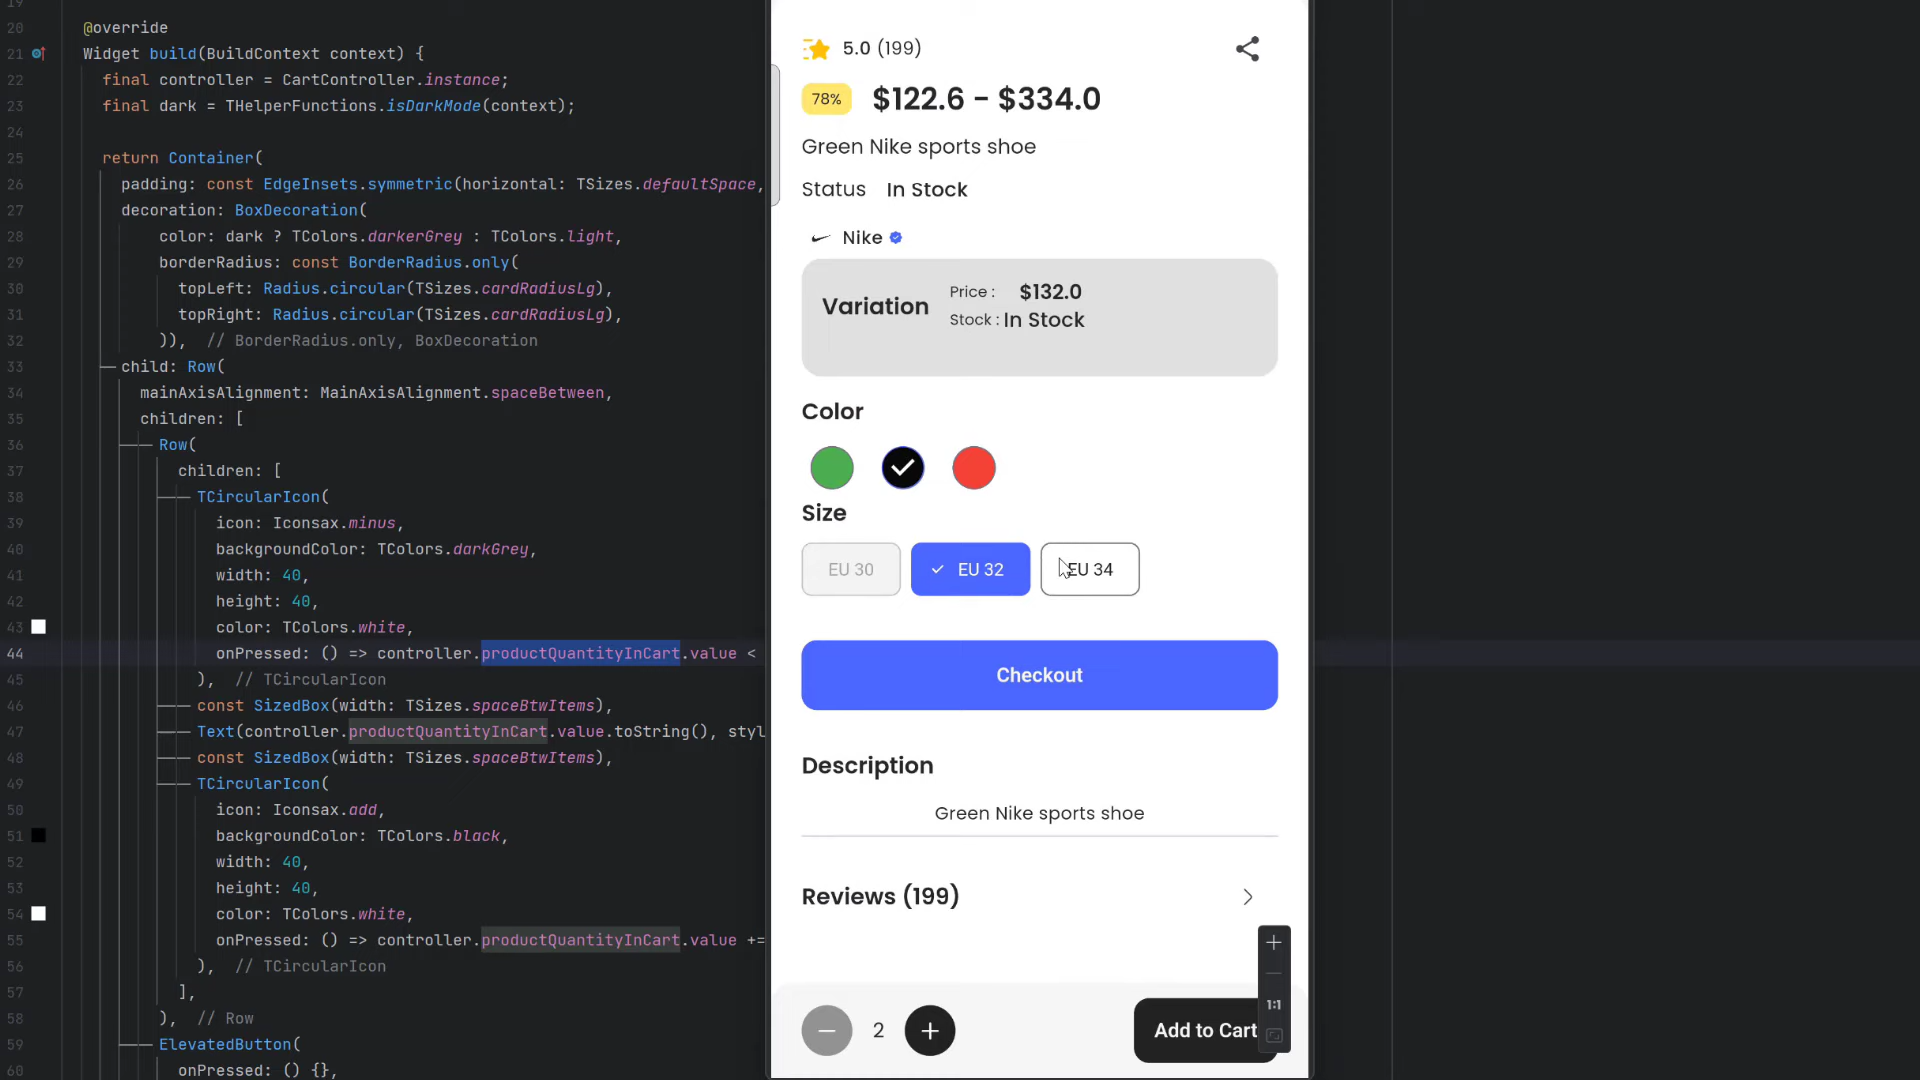 19
20 @override
21 Widget build(BuildContext context) {
22 final controller = CartController.instance;
23 final dark = THelperFunctions.isDarkMode(context);
24
25 return Container(
26 padding: const EdgeInsets.symmetric(horizontal: TSizes.defaultSpace,
27 decoration: BoxDecoration(
28 color: dark ? TColors.darkerGrey : TColors.light,
29 borderRadius: const BorderRadius.only(
30 topLeft: Radius.circular(TSizes.cardRadiusLg),
31 topRight: Radius.circular(TSizes.cardRadiusLg),
32 )), // BorderRadius.only, BoxDecoration
33 child: Row(
34 mainAxisAlignment: MainAxisAlignment.spaceBetween,
35 children: [
36 Row(
37 children: [
38 TCircularIcon(
39 icon: Iconsax.minus,
40 backgroundColor: TColors.darkGrey,
41 width: 40,
42 height: 40,
43 color: TColors.white,
44 onPressed: () => controller.productQuantityInCart.value <
45 ), // TCircularIcon
46 const SizedBox(width: TSizes.spaceBtwItems),
47 Text(controller.productQuantityInCart.value.toString(), styl
48 const SizedBox(width: TSizes.spaceBtwItems),
49 TCircularIcon(
50 icon: Iconsax.add,
51 backgroundColor: TColors.black,
52 width: 40,
53 height: 40,
54 color: TColors.white,
55 onPressed: () => controller.productQuantityInCart.value +=
56 ), // TCircularIcon
57 ],
58 ), // Row
59 ElevatedButton(
60 onPressed: () {},
5.0 (199)
78% $122.6 - $334.0
Green Nike sports shoe
Status In Stock
Nike
Variation
Price : $132.0
Stock : In Stock
Color
Size
EU 30 EU 32 EU 34
Checkout
Description
Green Nike sports shoe
Reviews (199)
1:1
2
Add to Cart